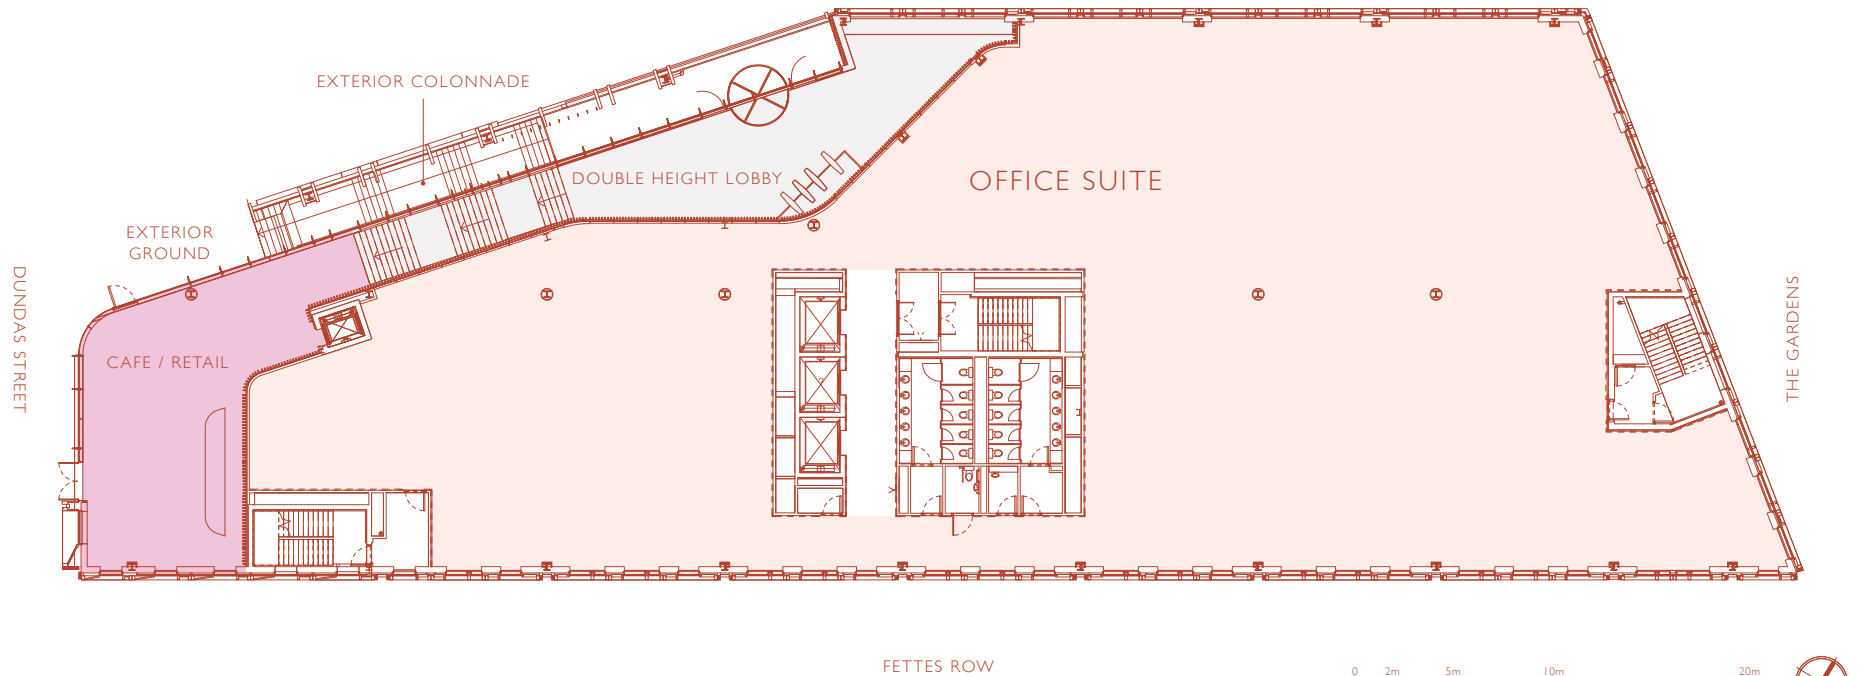 EXTERIOR COLONNADE
DOUBLE HEIGHT LOBBY
OFFICE SUITE
EXTERIOR
GROUND
DUNDAS STREET
THE GARDENS
CAFE / RETAIL
FETTES ROW
0 2m 5m 10m 20m